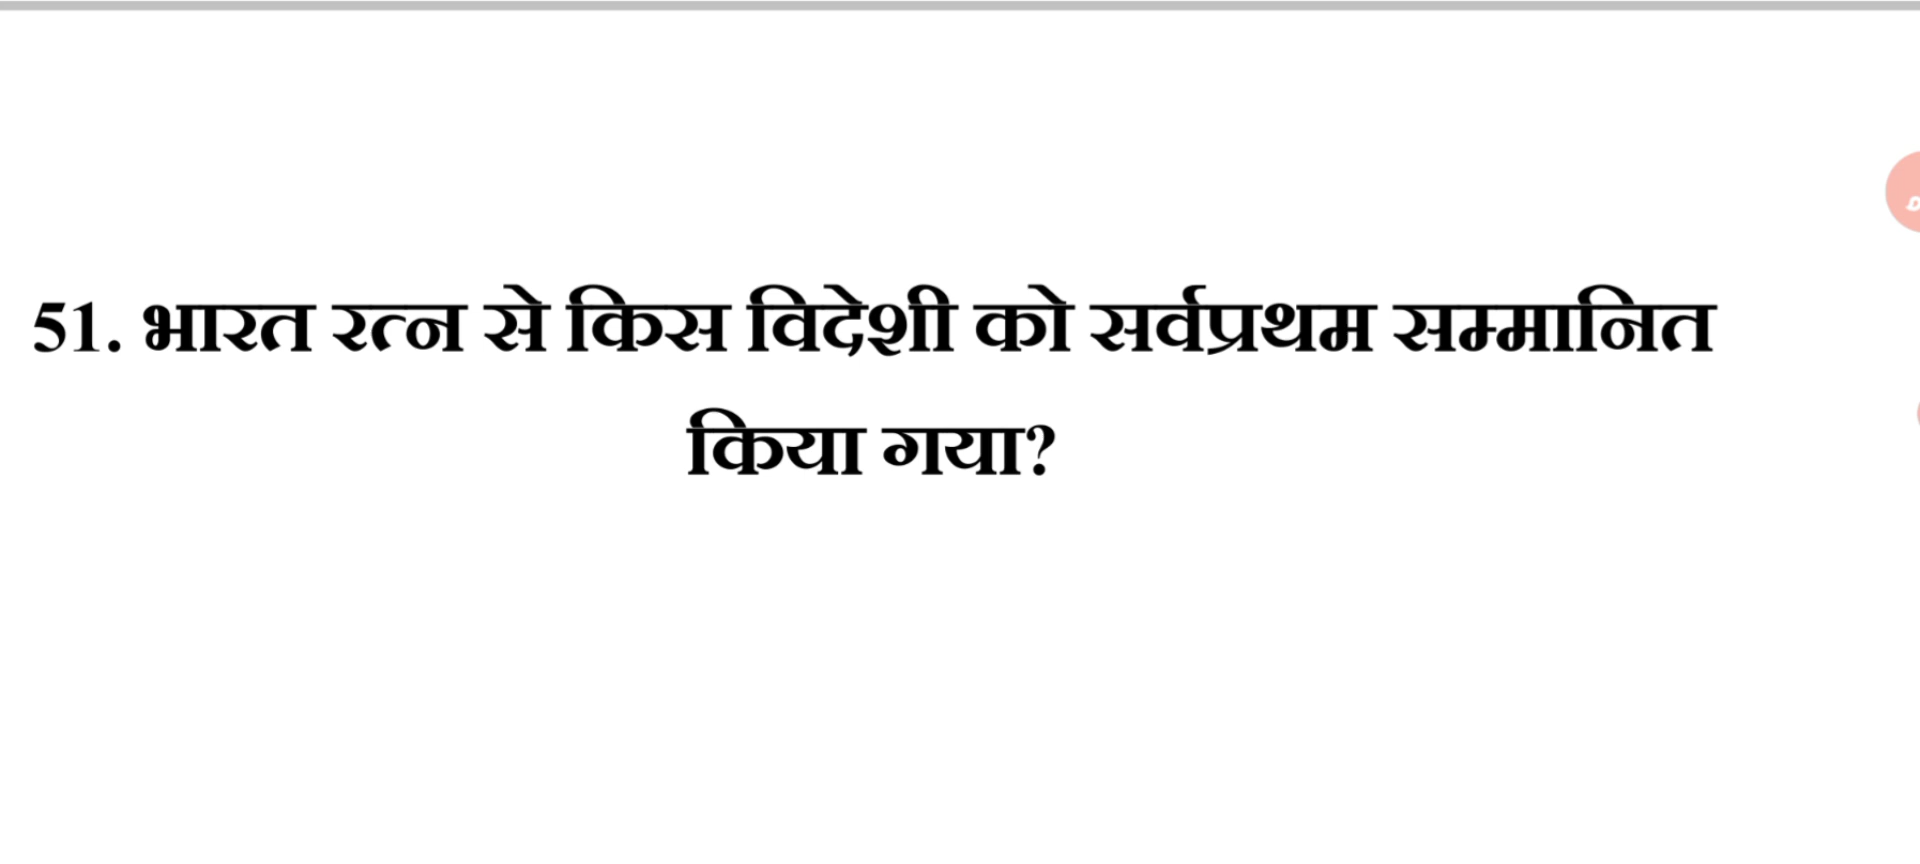 51. भारत रत्न से किस विदेशी को सर्वप्रथम सम्मानित
किया गया?